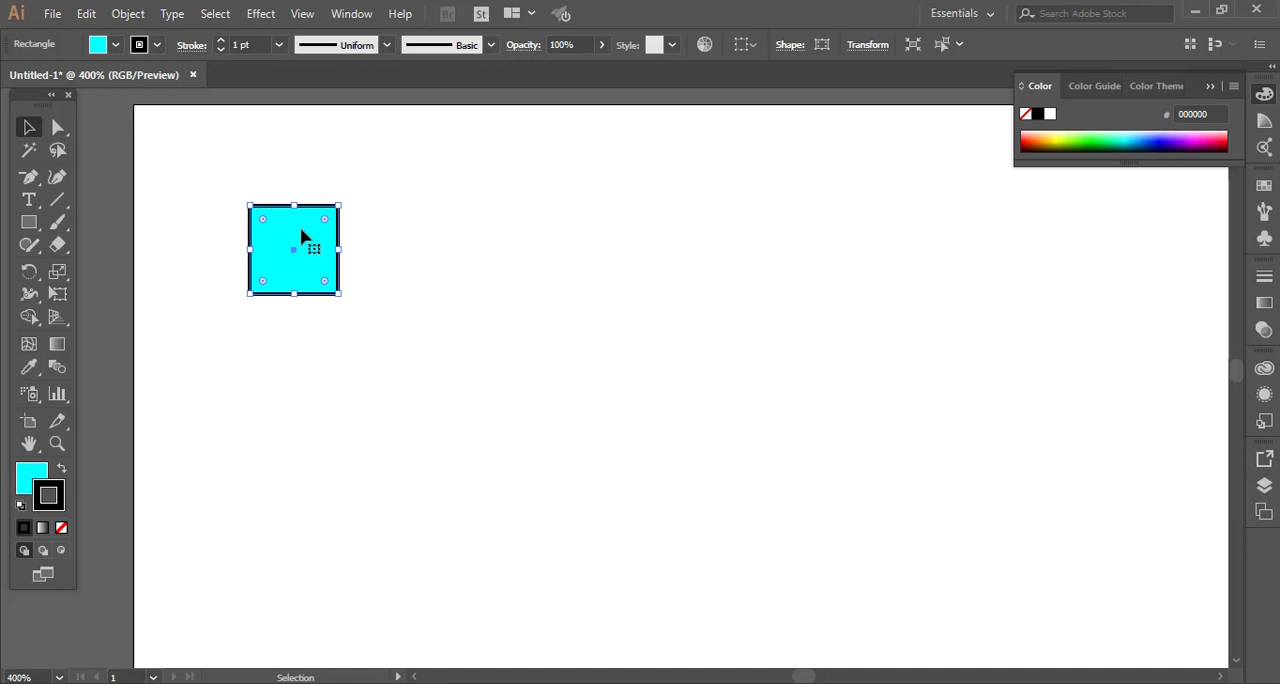 Ai File Edit Object Type Select Effect View Window Help Br St Essentials Search Adobe Stock
Rectangle Stroke: 1 pt Uniform Basic Opacity: 100% Style: Shape: Transform
Untitled-1* @ 400% (RGB/Preview) ×
Color Color Guide Color Them
# 000000
T
400% 1 Selection